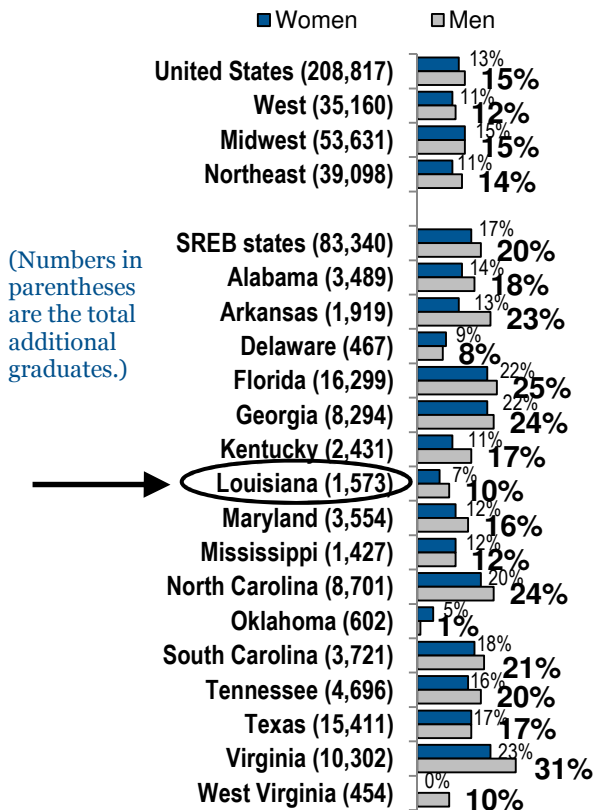 Women Men
United States (208,817) 13% 15%
West (35,160) 11% 12%
Midwest (53,631) 15% 15%
Northeast (39,098) 11% 14%
SREB states (83,340) 17% 20%
(Numbers in
parentheses
are the total
additional
graduates.)
Alabama (3,489) 14% 18%
Arkansas (1,919) 13% 23%
Delaware (467) 9% 8%
Florida (16,299) 22% 25%
Georgia (8,294) 22% 24%
Kentucky (2,431) 11% 17%
Louisiana (1,573) 7% 10%
Maryland (3,554) 12% 16%
Mississippi (1,427) 12% 12%
North Carolina (8,701) 20% 24%
Oklahoma (602) 5% 1%
South Carolina (3,721) 18% 21%
Tennessee (4,696) 16% 20%
Texas (15,411) 17% 17%
Virginia (10,302) 23% 31%
West Virginia (454) 0% 10%